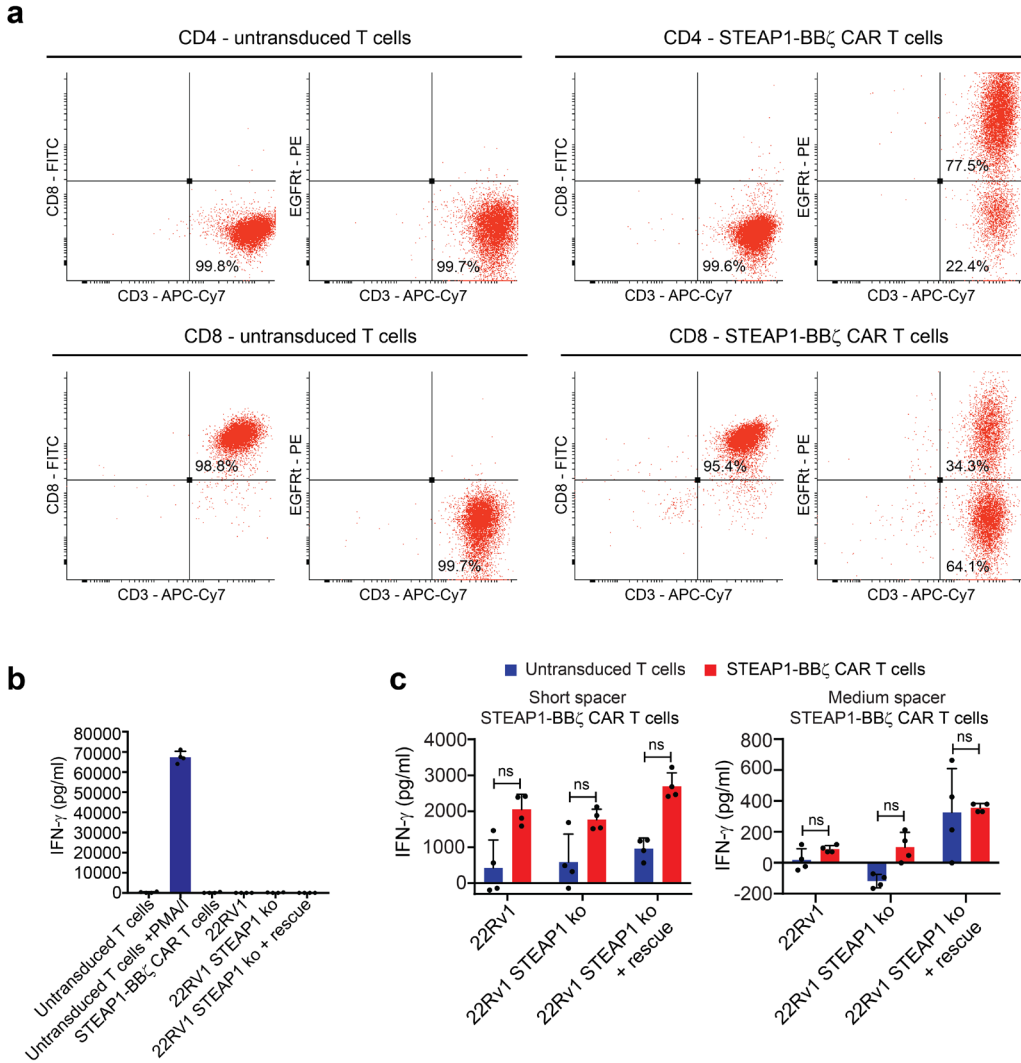 a
CD4 - untransduced T cells
CD4 - STEAP1-BBζ CAR T cells
CD8 - FITC
99.8%
CD3 - APC-Cy7
EGFRt - PE
99.7%
CD3 - APC-Cy7
CD8 - FITC
99.6%
CD3 - APC-Cy7
EGFRt - PE
77.5%
22.4%
CD3 - APC-Cy7
CD8 - untransduced T cells
CD8 - STEAP1-BBζ CAR T cells
CD8 - FITC
98.8%
CD3 - APC-Cy7
EGFRt - PE
99.7%
CD3 - APC-Cy7
CD8 - FITC
95.4%
CD3 - APC-Cy7
EGFRt - PE
34.3%
64.1%
CD3 - APC-Cy7
b
IFN-γ (pg/ml)
80000
70000
60000
50000
40000
30000
20000
10000
0
Untransduced T cells
Untransduced T cells +PMA/I
STEAP1-BBζ CAR T cells
22RV1
22RV1 STEAP1 ko
22RV1 STEAP1 ko + rescue
c
Untransduced T cells
STEAP1-BBζ CAR T cells
Short spacer
STEAP1-BBζ CAR T cells
IFN-γ (pg/ml)
4000
3000
2000
1000
0
ns
ns
ns
22Rv1
22Rv1 STEAP1 ko
22Rv1 STEAP1 ko
+ rescue
Medium spacer
STEAP1-BBζ CAR T cells
IFN-γ (pg/ml)
800
600
400
200
0
-200
ns
ns
ns
22Rv1
22Rv1 STEAP1 ko
22Rv1 STEAP1 ko
+ rescue